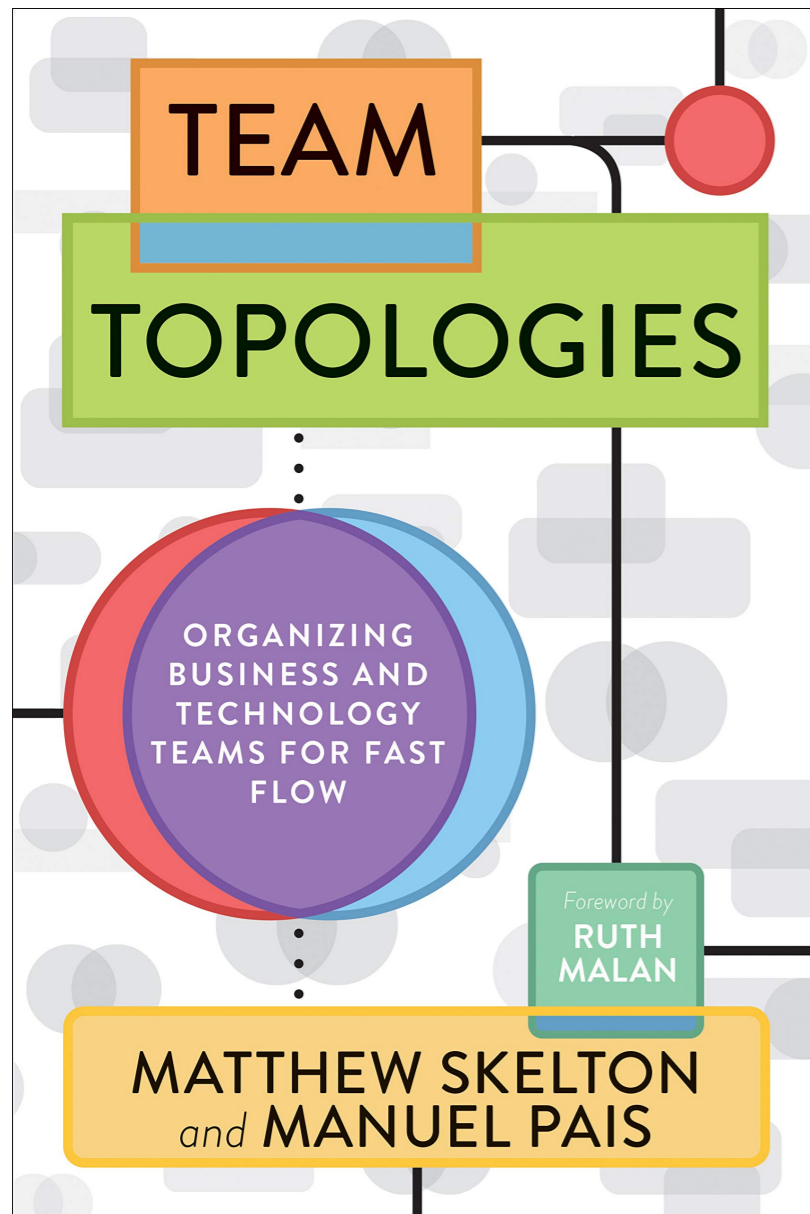 TEAM
TOPOLOGIES
ORGANIZING
BUSINESS AND
TECHNOLOGY
TEAMS FOR FAST
FLOW
Foreword by
RUTH
MALAN
MATTHEW SKELTON
and MANUEL PAIS